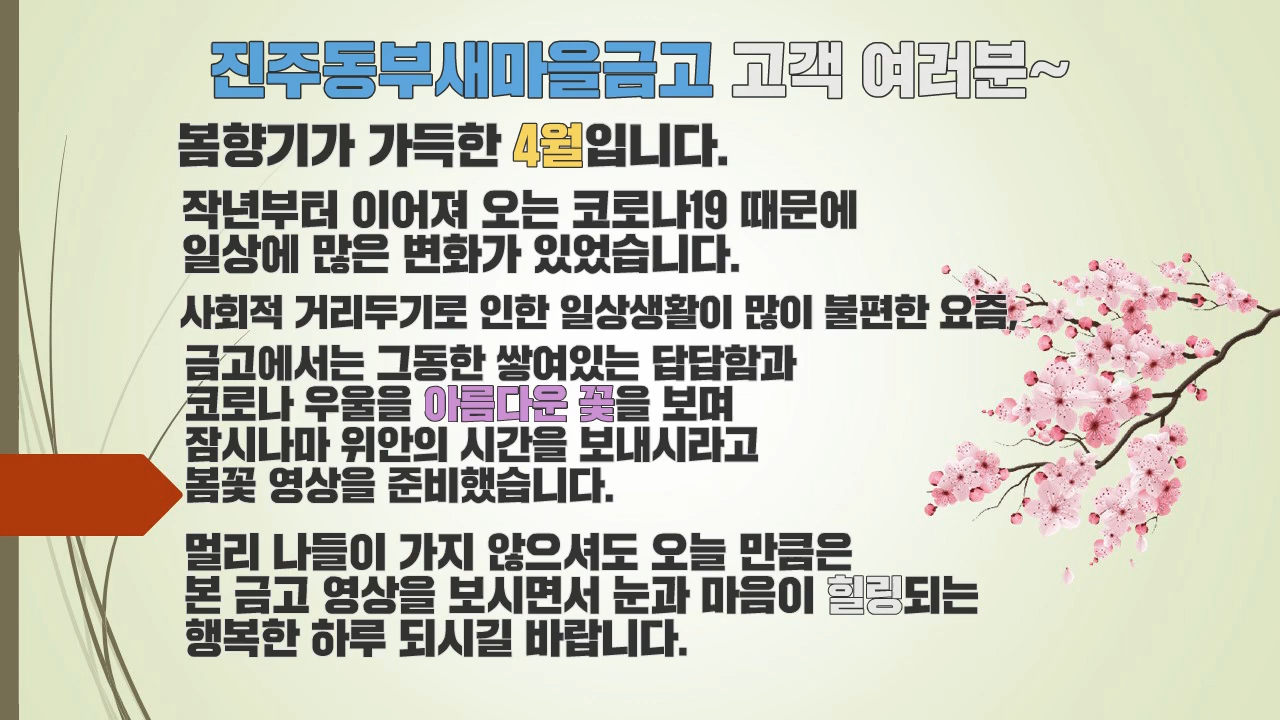 진주동부새마을금고 고객 여러분~
봄향기가 가득한 4월입니다.
작년부터 이어져 오는 코로나19 때문에
일상에 많은 변화가 있었습니다.
사회적 거리두기로 인한 일상생활이 많이 불편한 요즘,
금고에서는 그동한 쌓여있는 답답함과
코로나 우울을 아름다운 꽃을 보며
잠시나마 위안의 시간을 보내시라고
봄꽃 영상을 준비했습니다.
멀리 나들이 가지 않으셔도 오늘 만큼은
본 금고 영상을 보시면서 눈과 마음이 힐링되는
행복한 하루 되시길 바랍니다.